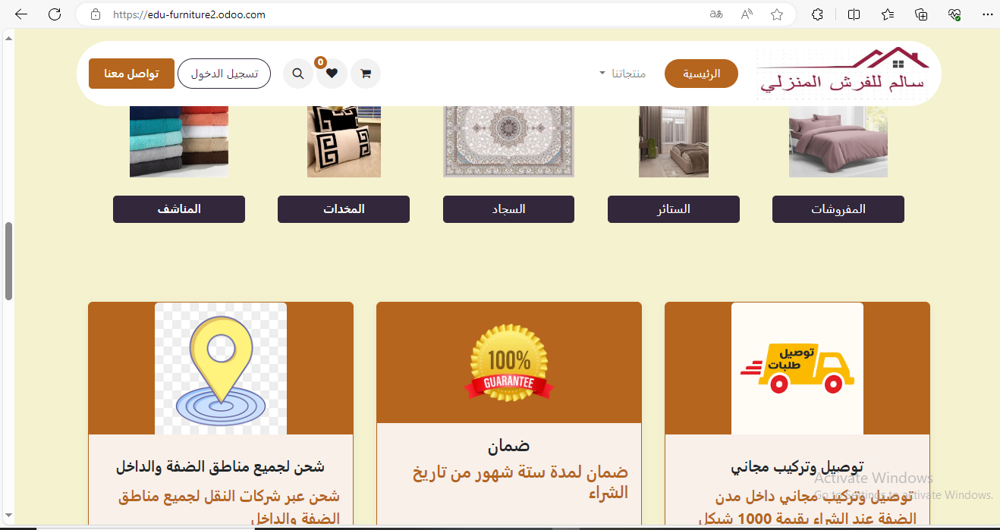 https://edu-furniture2.odoo.com
سالم للفرش المنزلي
الرئيسية
منتجاتنا
0
تسجيل الدخول
تواصل معنا
المفروشات
الستائر
السجاد
المخدات
المناشف
توصيل
طلبات
توصيل وتركيب مجاني
توصيل وتركيب مجاني داخل مدن
الضفة عند الشراء بقيمة 1000 شيكل
100%
GUARANTEE
ضمان
ضمان لمدة ستة شهور من تاريخ
الشراء
شحن لجميع مناطق الضفة والداخل
شحن عبر شركات النقل لجميع مناطق
الضفة والداخل
Activate Windows
Go to Settings to activate Windows.